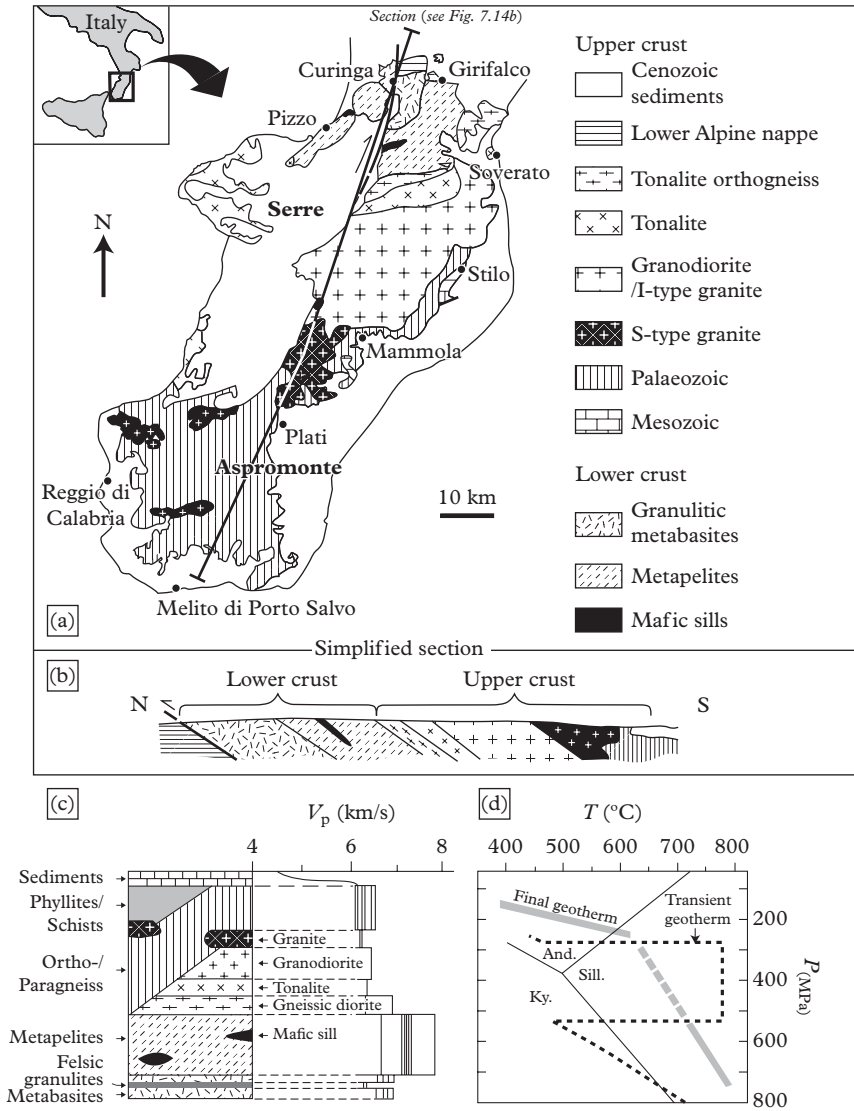 Italy
Section (see Fig. 7.14b)
Curinga
Girifalco
Pizzo
Soverato
Serre
N
Stilo
Mammola
Plati
Aspromonte
Reggio di
Calabria
10 km
Melito di Porto Salvo
(a)
Upper crust
Cenozoic
sediments
Lower Alpine nappe
Tonalite orthogneiss
Tonalite
Granodiorite
/I-type granite
S-type granite
Palaeozoic
Mesozoic
Lower crust
Granulitic
metabasites
Metapelites
Mafic sills
Simplified section
(b)
N
Lower crust
Upper crust
S
(c)
Vp (km/s)
4 6 8
Sediments
Phyllites/
Schists
Ortho-/
Paragneiss
Metapelites
Felsic
granulites
Metabasites
Granite
Granodiorite
Tonalite
Gneissic diorite
Mafic sill
(d)
T (°C)
400 500 600 700 800
Final geotherm
Transient
geotherm
And.
Sill.
Ky.
200
400
600
800
P (MPa)